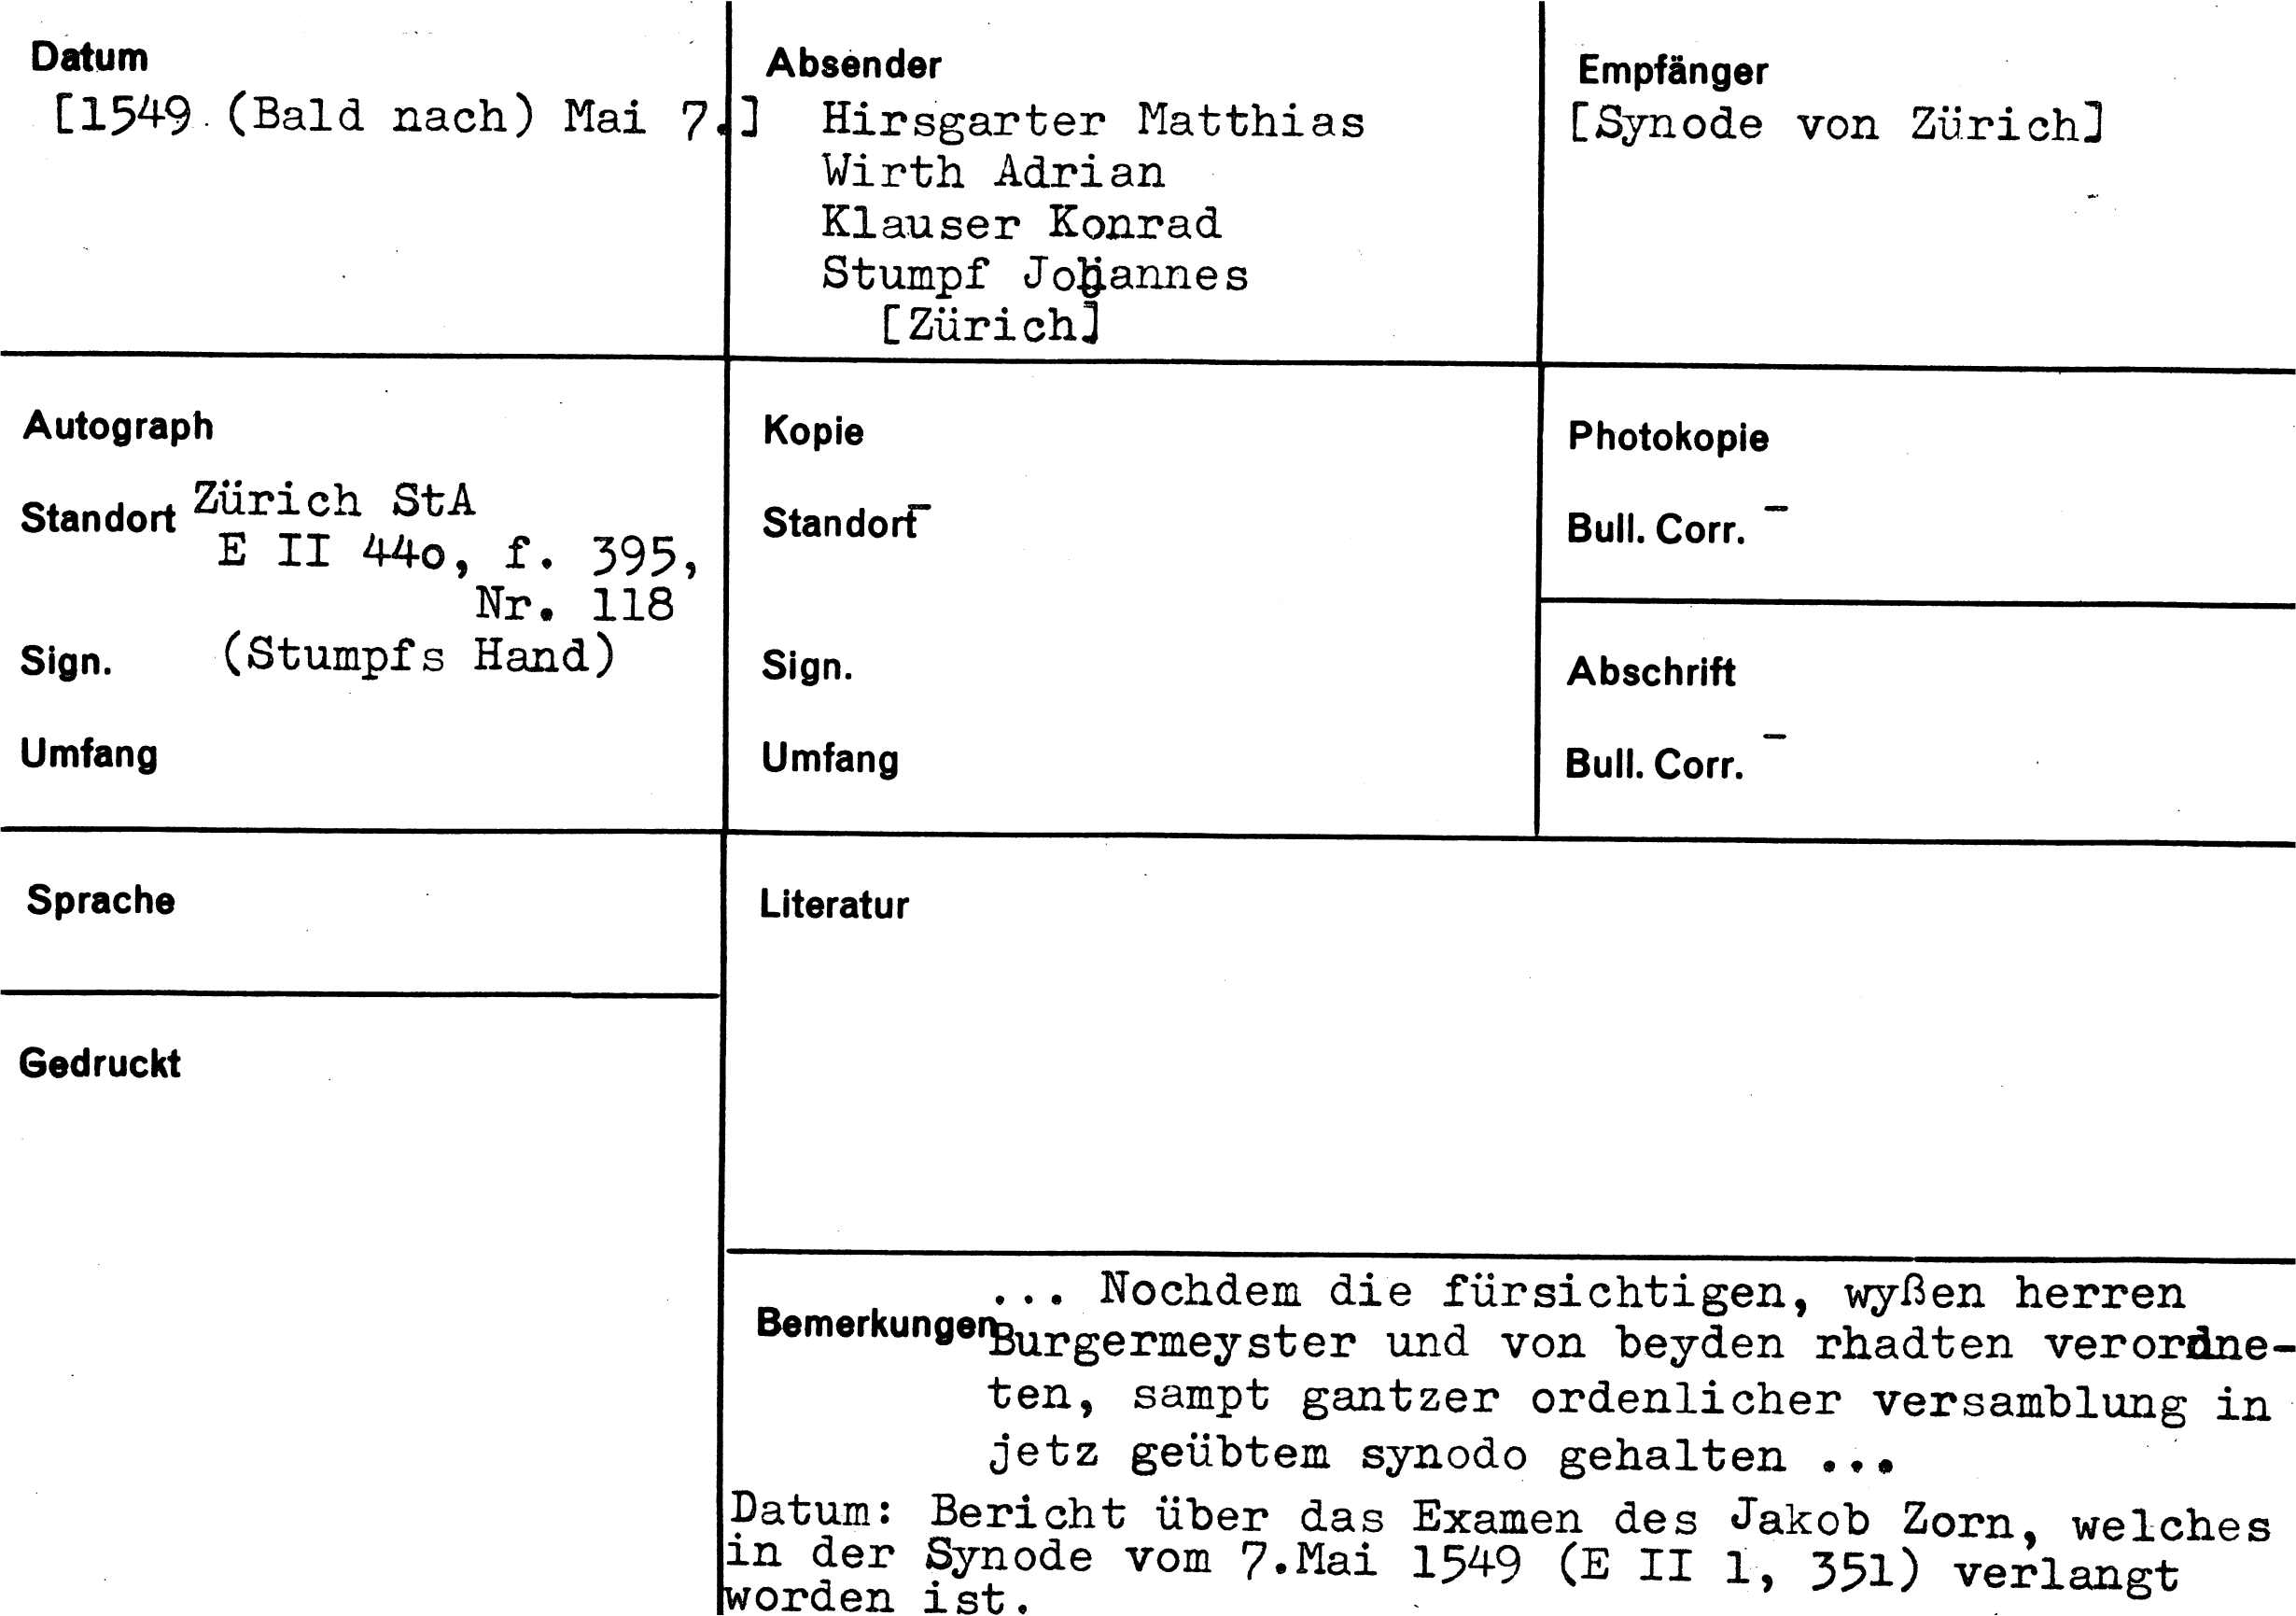 Datum
[1549 (Bald nach) Mai 7.]
Absender
Hirsgarter Matthias
Wirth Adrian
Klauser Konrad
Stumpf Johannes
[Zürich]
Empfänger
[Synode von Zürich]
Autograph
Standort Zürich StA
E II 44o, f. 395,
Nr. 118
Sign. (Stumpfs Hand)
Umfang
Kopie
Standort -
Sign.
Umfang
Photokopie
Bull. Corr. -
Abschrift
Bull. Corr. -
Sprache
Gedruckt
Literatur
Bemerkungen
... Nochdem die fürsichtigen, wyßen herren
Burgermeyster und von beyden rhadten verordne-
ten, sampt gantzer ordenlicher versamblung in
jetz geübtem synodo gehalten ...
Datum: Bericht über das Examen des Jakob Zorn, welches
in der Synode vom 7.Mai 1549 (E II 1, 351) verlangt
worden ist.